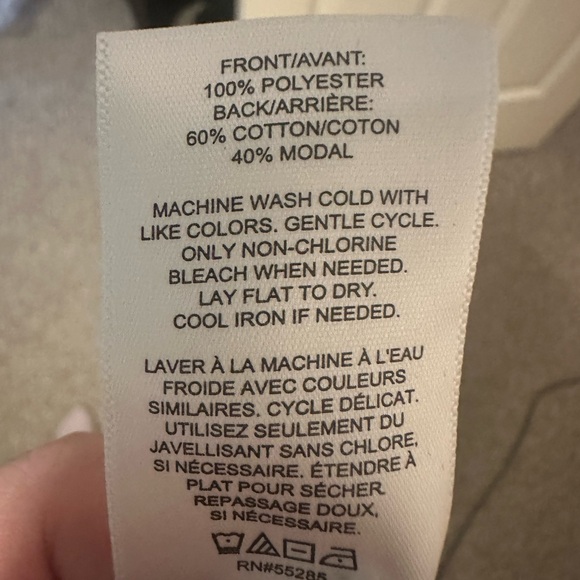 FRONT/AVANT:
100% POLYESTER
BACK/ARRIÈRE:
60% COTTON/COTON
40% MODAL
MACHINE WASH COLD WITH
LIKE COLORS. GENTLE CYCLE.
ONLY NON-CHLORINE
BLEACH WHEN NEEDED.
LAY FLAT TO DRY.
COOL IRON IF NEEDED.
LAVER À LA MACHINE À L'EAU
FROIDE AVEC COULEURS
SIMILAIRES. CYCLE DÉLICAT.
UTILISEZ SEULEMENT DU
JAVELLISANT SANS CHLORE,
SI NÉCESSAIRE. ÉTENDRE À
PLAT POUR SÉCHER.
REPASSAGE DOUX,
SI NÉCESSAIRE.
RN#55285